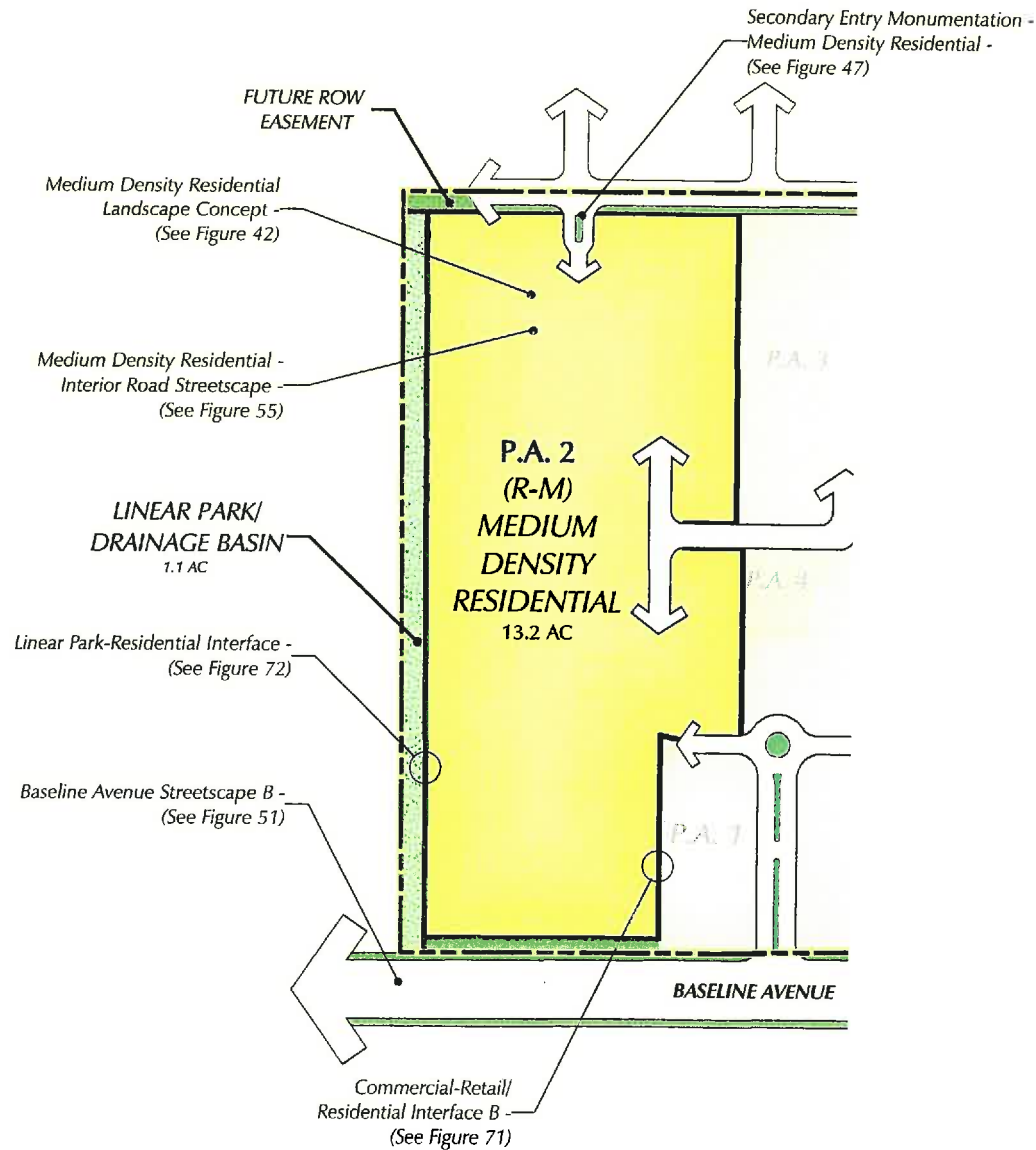 Secondary Entry Monumentation -
Medium Density Residential -
(See Figure 47)
FUTURE ROW
EASEMENT
Medium Density Residential
Landscape Concept -
(See Figure 42)
Medium Density Residential -
Interior Road Streetscape -
(See Figure 55)
P.A. 3
P.A. 2
(R-M)
MEDIUM
DENSITY
RESIDENTIAL
13.2 AC
LINEAR PARK/
DRAINAGE BASIN
1.1 AC
P.A. 4
Linear Park-Residential Interface -
(See Figure 72)
Baseline Avenue Streetscape B -
(See Figure 51)
P.A. 1
BASELINE AVENUE
Commercial-Retail/
Residential Interface B -
(See Figure 71)